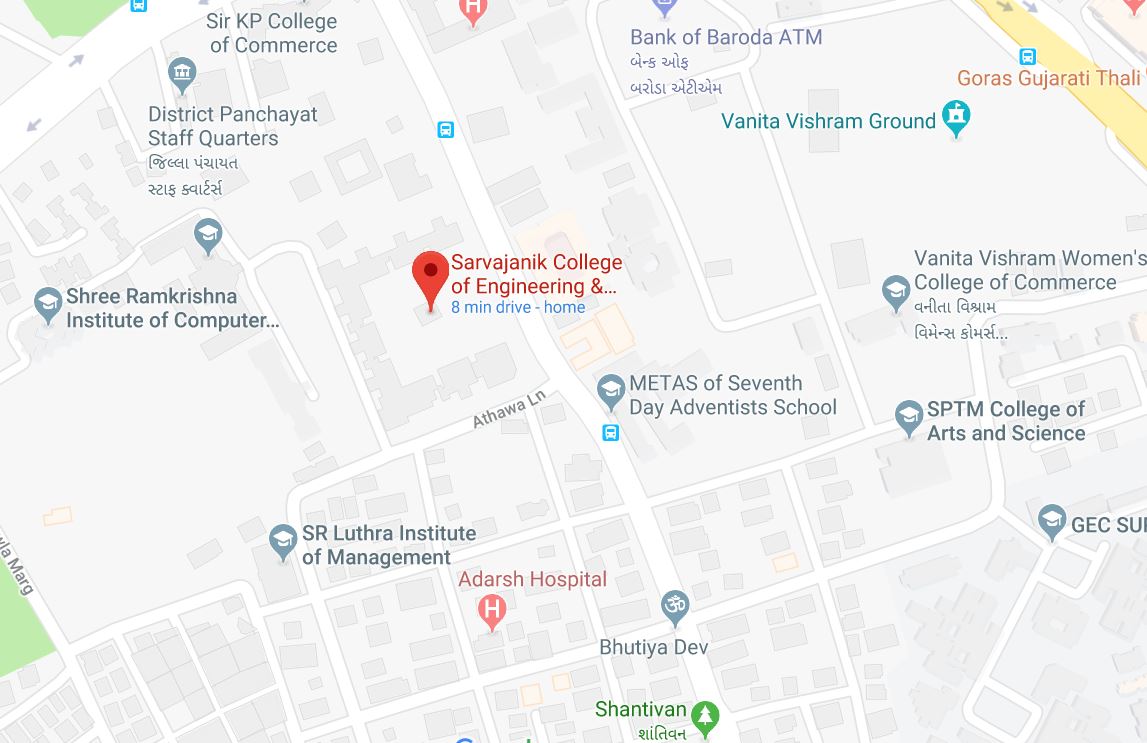 Sir KP College
of Commerce
Bank of Baroda ATM
બેન્ક ઓફ
બરોડા એટીએમ
Goras Gujarati Thali
District Panchayat
Staff Quarters
જિલ્લા પંચાયત
સ્ટાફ ક્વાર્ટર્સ
Vanita Vishram Ground
Sarvajanik College
of Engineering &...
8 min drive - home
Vanita Vishram Women's
College of Commerce
વનીતા વિશ્રામ
વિમેન્સ કોમર્સ...
Shree Ramkrishna
Institute of Computer...
METAS of Seventh
Day Adventists School
Athawa Ln
SPTM College of
Arts and Science
SR Luthra Institute
of Management
GEC SU
Marg
Adarsh Hospital
H
H
Bhutiya Dev
ॐ
Shantivan
શાંતિવન